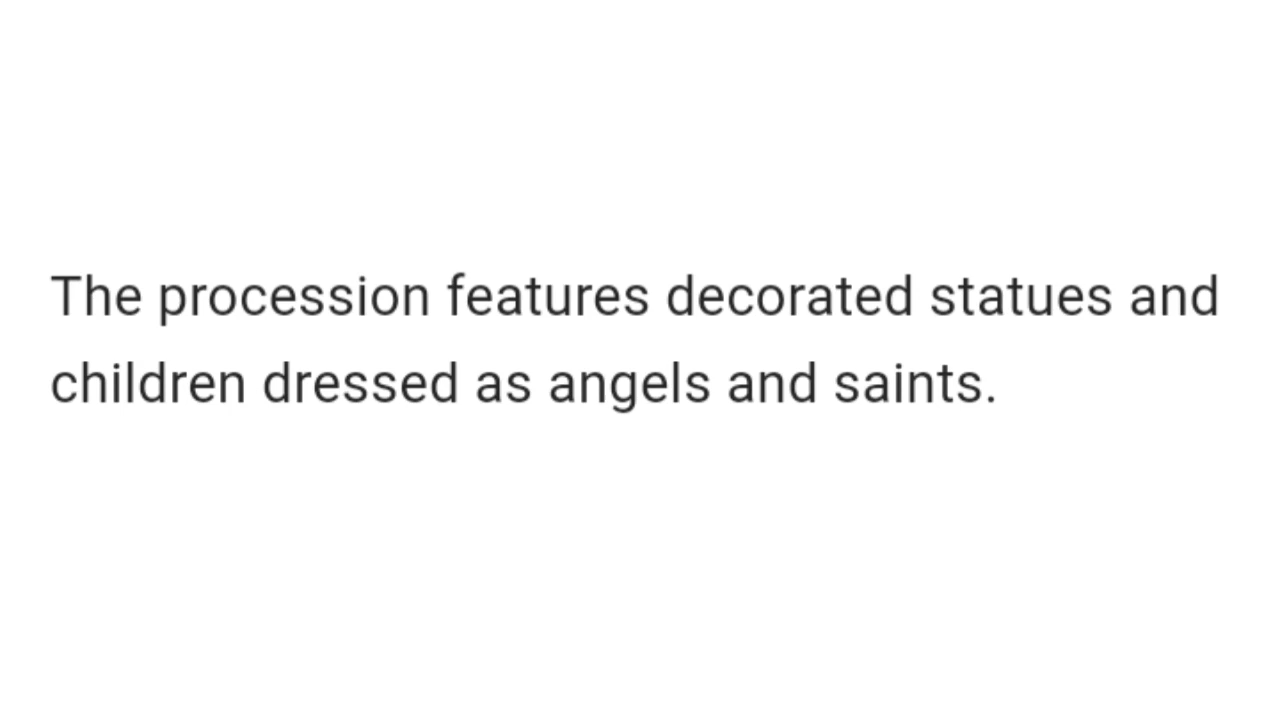 The procession features decorated statues and
children dressed as angels and saints.